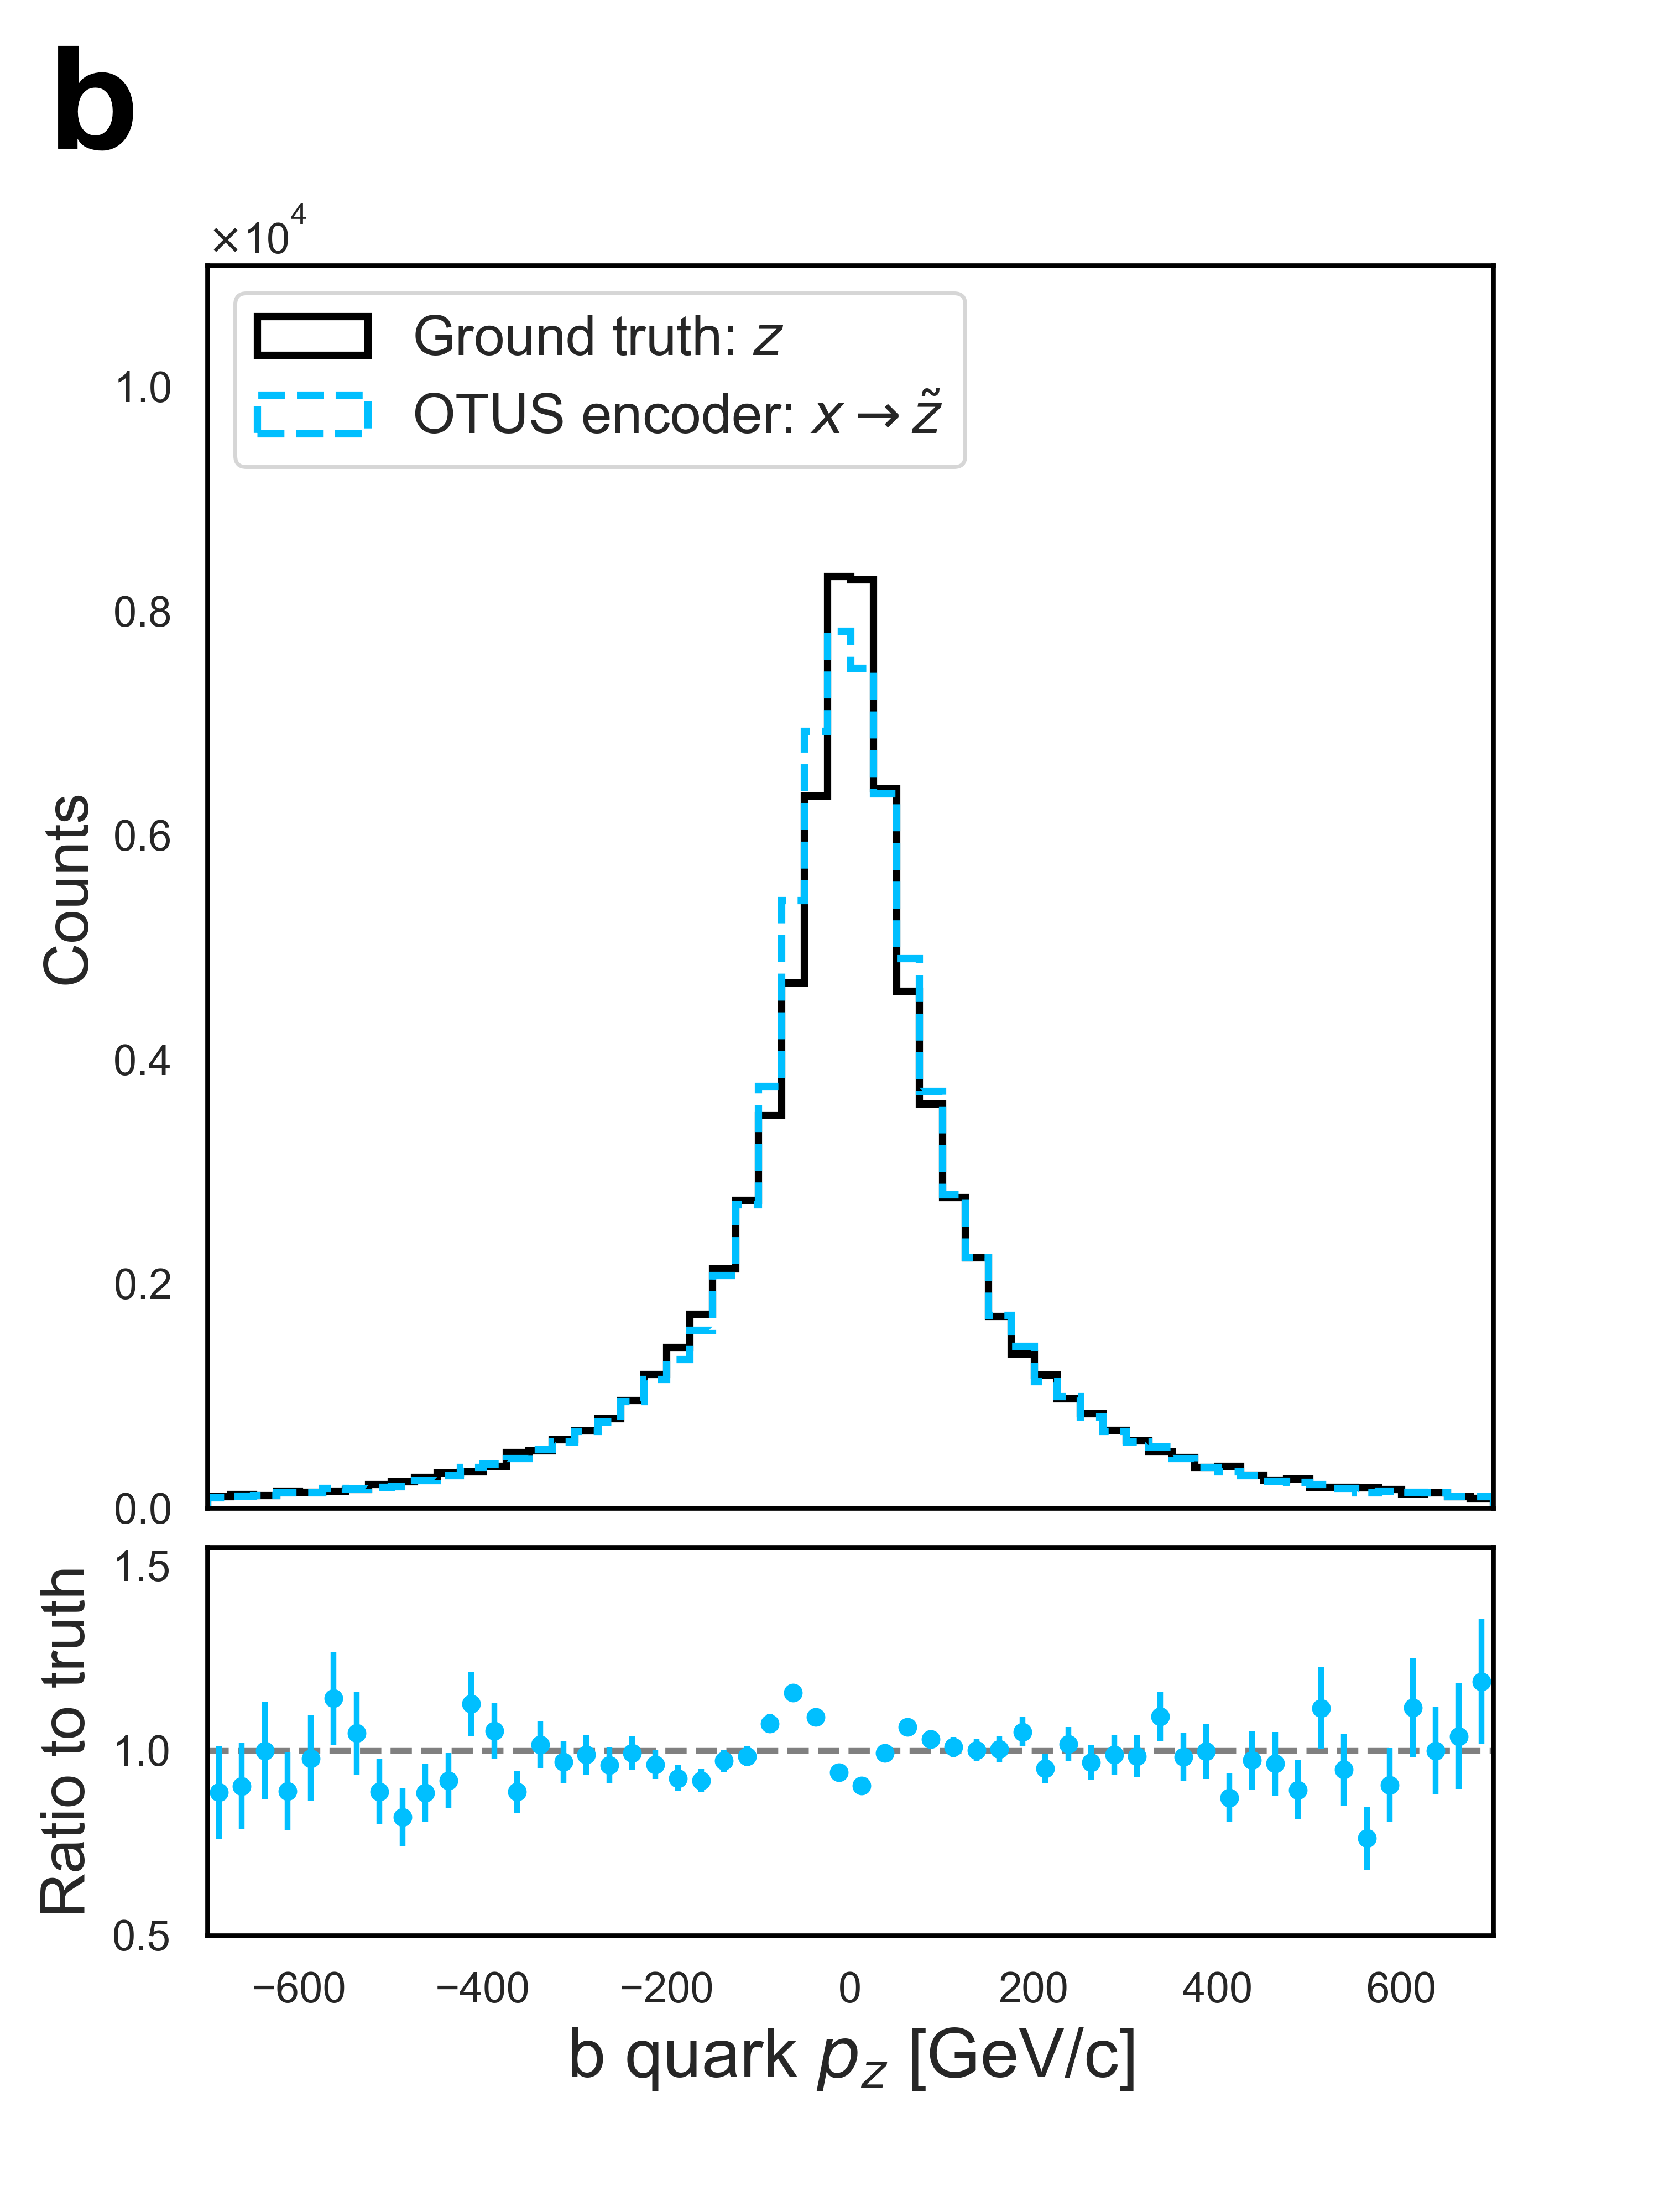 b
×10⁴
Ground truth: z
OTUS encoder: x → z̃
1.0
0.8
0.6
0.4
0.2
0.0
Counts
1.5
1.0
0.5
Ratio to truth
−600 −400 −200 0 200 400 600
b quark p_z [GeV/c]